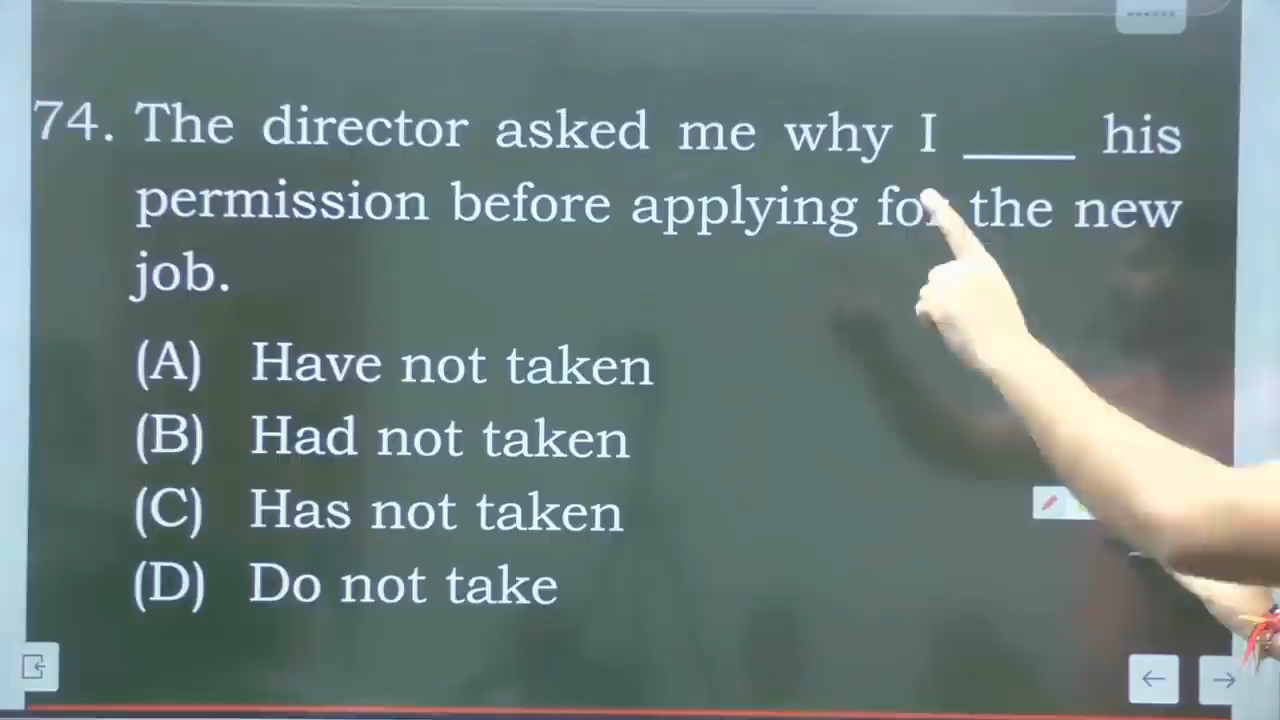 74. The director asked me why I ____ his
permission before applying for the new
job.
(A) Have not taken
(B) Had not taken
(C) Has not taken
(D) Do not take